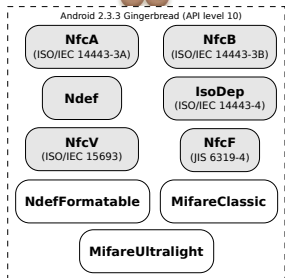 Android 2.3.3 Gingerbread (API level 10)
NfcA
(ISO/IEC 14443-3A)
NfcB
(ISO/IEC 14443-3B)
Ndef
IsoDep
(ISO/IEC 14443-4)
NfcV
(ISO/IEC 15693)
NfcF
(JIS 6319-4)
NdefFormatable
MifareClassic
MifareUltralight